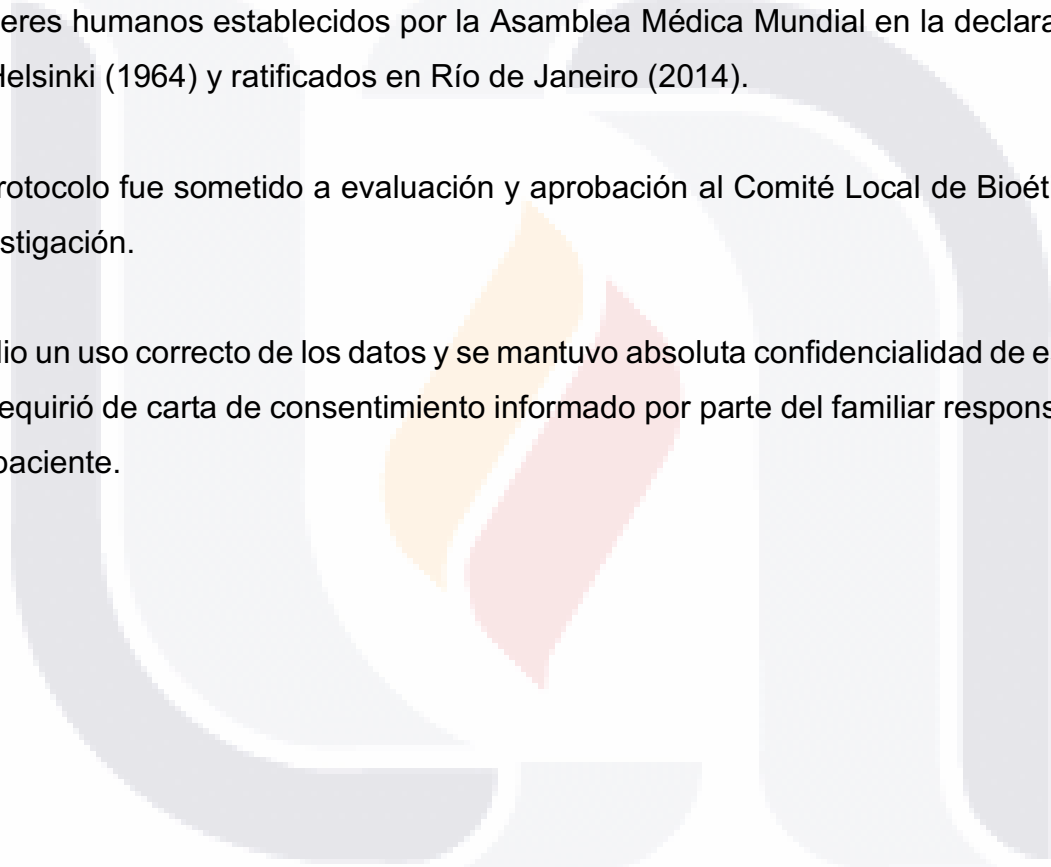 eres humanos establecidos por la Asamblea Médica Mundial en la declara
Helsinki (1964) y ratificados en Río de Janeiro (2014).
rotocolo fue sometido a evaluación y aprobación al Comité Local de Bioét
stigación.
dio un uso correcto de los datos y se mantuvo absoluta confidencialidad de e
equirió de carta de consentimiento informado por parte del familiar respons
paciente.